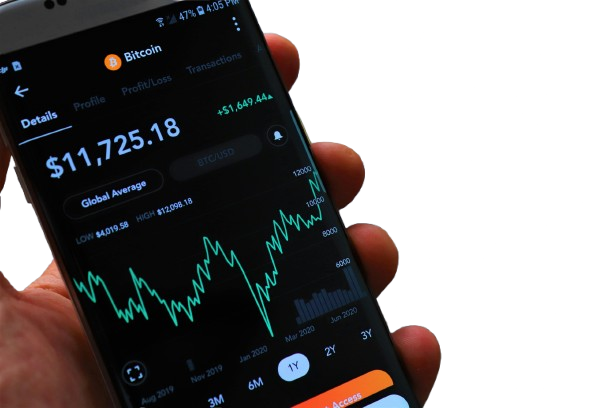 47% 4:05 PM
Bitcoin
Details Profile Profit/Loss Transactions
$11,725.18 +$1,649.44▲
Global Average BTC/USD
LOW $4,019.58 HIGH $12,098.18
12000
10000
8000
6000
Aug 2019 Nov 2019 Jan 2020 Mar 2020 Jun 2020
3M 6M 1Y 2Y 3Y
Access